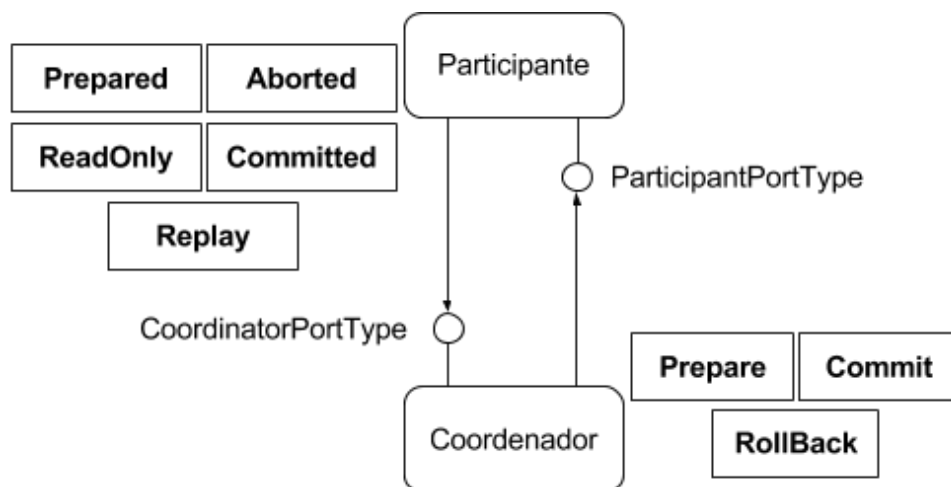 Participante
Prepared
Aborted
ReadOnly
Committed
Replay
ParticipantPortType
CoordinatorPortType
Prepare
Commit
RollBack
Coordenador